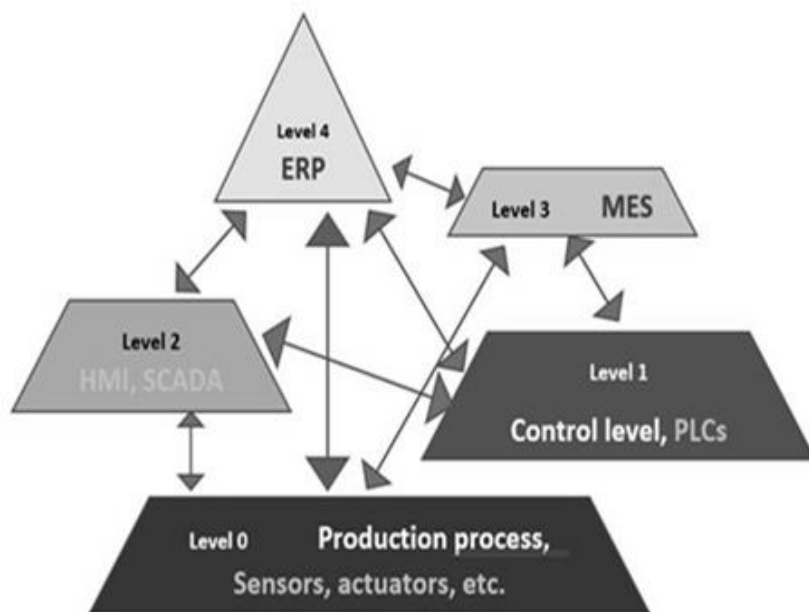 Level 4
ERP
Level 3 MES
Level 2
HMI, SCADA
Level 1
Control level, PLCs
Level 0 Production process,
Sensors, actuators, etc.